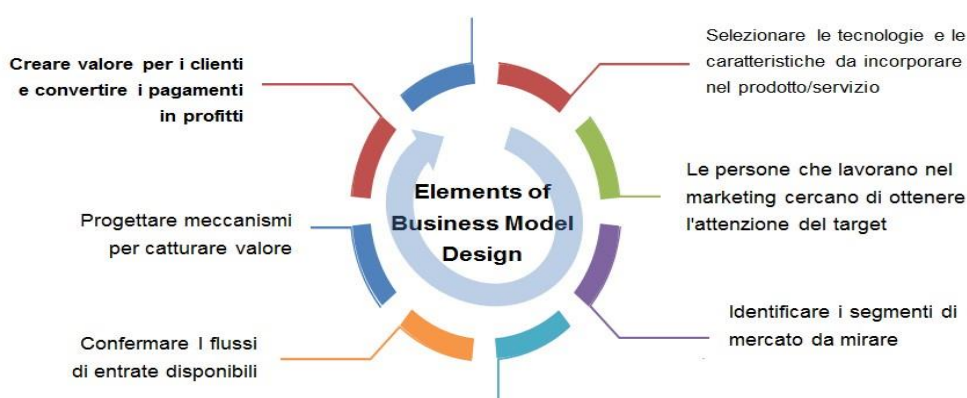 Creare valore per i clienti
e convertire i pagamenti
in profitti
Selezionare le tecnologie e le
caratteristiche da incorporare
nel prodotto/servizio
Le persone che lavorano nel
marketing cercano di ottenere
l'attenzione del target
Identificare i segmenti di
mercato da mirare
Confermare I flussi
di entrate disponibili
Progettare meccanismi
per catturare valore
Elements of
Business Model
Design